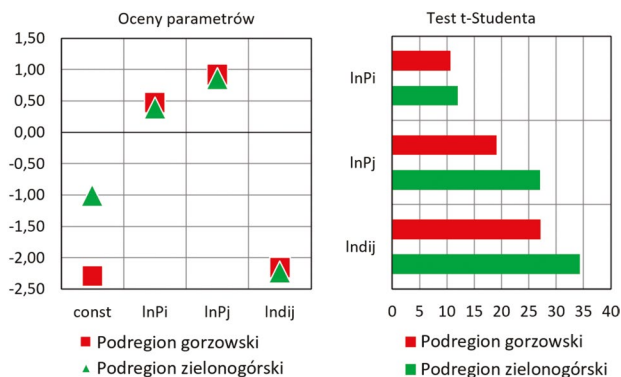 Oceny parametrów
1,50
1,00
0,50
0,00
-0,50
-1,00
-1,50
-2,00
-2,50
const lnPi lnPj lndij
Podregion gorzowski
Podregion zielonogórski
Test t-Studenta
lnPi
lnPj
lndij
0 5 10 15 20 25 30 35 40
Podregion gorzowski
Podregion zielonogórski